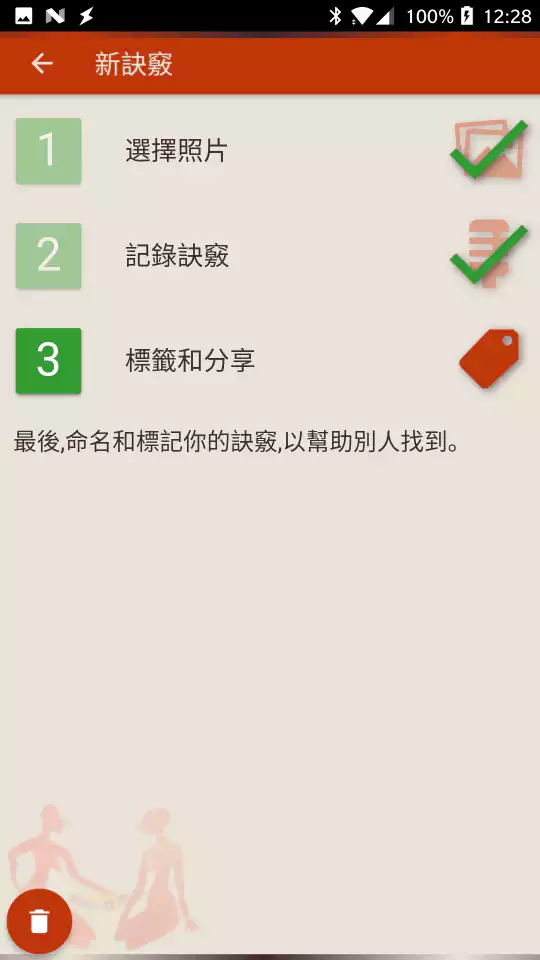 100% 12:28
新訣竅
1 選擇照片
2 記錄訣竅
3 標籤和分享
最後,命名和標記你的訣竅,以幫助別人找到。